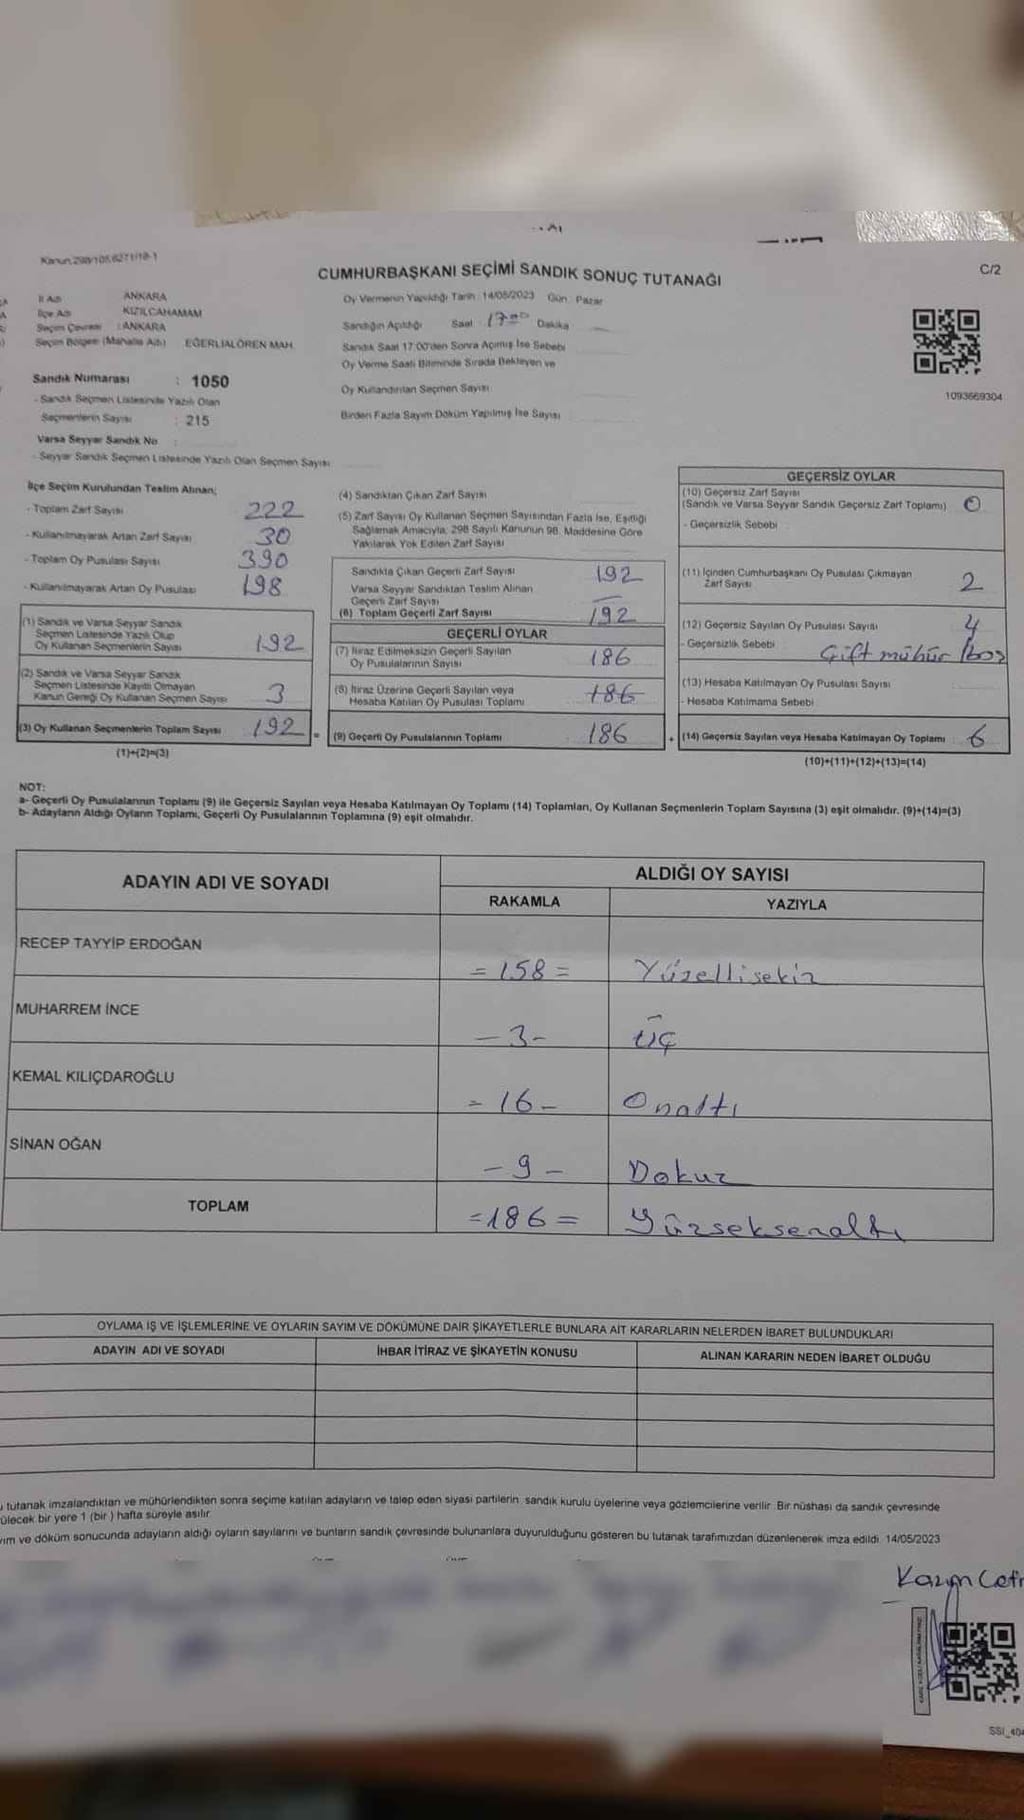 Kanun.298/105,6271/18-1
CUMHURBAŞKANI SEÇİMİ SANDIK SONUÇ TUTANAĞI
C/2
İl Adı ANKARA
İlçe Adı KIZILCAHAMAM
Seçim Çevresi : ANKARA
Seçim Bölgesi (Mahalle Adı) EĞERLİALÖREN MAH.
Sandık Numarası : 1050
- Sandık Seçmen Listesinde Yazılı Olan
Seçmenlerin Sayısı : 215
Varsa Seyyar Sandık No :
- Seyyar Sandık Seçmen Listesinde Yazılı Olan Seçmen Sayısı
Oy Vermenin Yapıldığı Tarih : 14/05/2023 Gün : Pazar
Sandığın Açıldığı Saat 17 00 Dakika
Sandık Saat 17:00'den Sonra Açılmış İse Sebebi
Oy Verme Saati Bitiminde Sırada Bekleyen ve
Oy Kullandırılan Seçmen Sayısı
Birden Fazla Sayım Döküm Yapılmış İse Sayısı
1093669304
İlçe Seçim Kurulundan Teslim Alınan;
- Toplam Zarf Sayısı 222
- Kullanılmayarak Artan Zarf Sayısı 30
- Toplam Oy Pusulası Sayısı 390
- Kullanılmayarak Artan Oy Pusulası 198
(1) Sandık ve Varsa Seyyar Sandık
Seçmen Listesinde Yazılı Olup
Oy Kullanan Seçmenlerin Sayısı 192
(2) Sandık ve Varsa Seyyar Sandık
Seçmen Listesinde Kayıtlı Olmayan
Kanun Gereği Oy Kullanan Seçmen Sayısı 3
(3) Oy Kullanan Seçmenlerin Toplam Sayısı 192 =
(1)+(2)=(3)
(4) Sandıktan Çıkan Zarf Sayısı
(5) Zarf Sayısı Oy Kullanan Seçmen Sayısından Fazla İse, Eşitliği
Sağlamak Amacıyla; 298 Sayılı Kanunun 98. Maddesine Göre
Yakılarak Yok Edilen Zarf Sayısı
Sandıkta Çıkan Geçerli Zarf Sayısı 192
Varsa Seyyar Sandıktan Teslim Alınan
Geçerli Zarf Sayısı —
(6) Toplam Geçerli Zarf Sayısı 192
GEÇERLİ OYLAR
(7) İtiraz Edilmeksizin Geçerli Sayılan
Oy Pusulalarının Sayısı 186
(8) İtiraz Üzerine Geçerli Sayılan veya
Hesaba Katılan Oy Pusulası Toplamı 186
(9) Geçerli Oy Pusulalarının Toplamı 186 +
GEÇERSİZ OYLAR
(10) Geçersiz Zarf Sayısı
(Sandık ve Varsa Seyyar Sandık Geçersiz Zarf Toplamı) 0
- Geçersizlik Sebebi
(11) İçinden Cumhurbaşkanı Oy Pusulası Çıkmayan
Zarf Sayısı 2
(12) Geçersiz Sayılan Oy Pusulası Sayısı 4
- Geçersizlik Sebebi Çift mühür / boş
(13) Hesaba Katılmayan Oy Pusulası Sayısı
- Hesaba Katılmama Sebebi
(14) Geçersiz Sayılan veya Hesaba Katılmayan Oy Toplamı 6
(10)+(11)+(12)+(13)=(14)
NOT:
a- Geçerli Oy Pusulalarının Toplamı (9) ile Geçersiz Sayılan veya Hesaba Katılmayan Oy Toplamı (14) Toplamları, Oy Kullanan Seçmenlerin Toplam Sayısına (3) eşit olmalıdır. (9)+(14)=(3)
b- Adayların Aldığı Oyların Toplamı, Geçerli Oy Pusulalarının Toplamına (9) eşit olmalıdır.
ADAYIN ADI VE SOYADI ALDIĞI OY SAYISI
RAKAMLA YAZIYLA
RECEP TAYYİP ERDOĞAN = 158 = Yüzellisekiz
MUHARREM İNCE - 3 - Üç
KEMAL KILIÇDAROĞLU - 16 - Onaltı
SİNAN OĞAN - 9 - Dokuz
TOPLAM = 186 = Yüzseksenaltı
OYLAMA İŞ VE İŞLEMLERİNE VE OYLARIN SAYIM VE DÖKÜMÜNE DAİR ŞİKAYETLERLE BUNLARA AİT KARARLARIN NELERDEN İBARET BULUNDUKLARI
ADAYIN ADI VE SOYADI İHBAR İTİRAZ VE ŞİKAYETİN KONUSU ALINAN KARARIN NEDEN İBARET OLDUĞU
tutanak imzalandıktan ve mühürlendikten sonra seçime katılan adayların ve talep eden siyasi partilerin sandık kurulu üyelerine veya gözlemcilerine verilir. Bir nüshası da sandık çevresinde
ülecek bir yere 1 (bir ) hafta süreyle asılır.
yım ve döküm sonucunda adayların aldığı oyların sayılarını ve bunların sandık çevresinde bulunanlara duyurulduğunu gösteren bu tutanak tarafımızdan düzenlenerek imza edildi. 14/05/2023
SSI_40